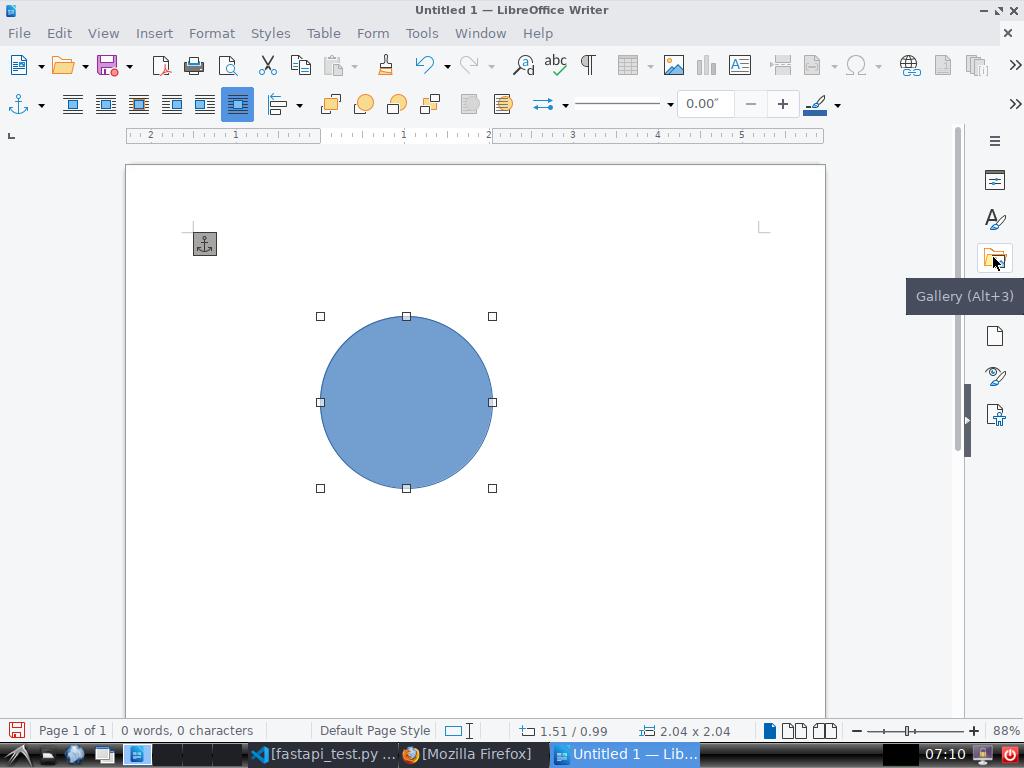 Untitled 1 — LibreOffice Writer
File Edit View Insert Format Styles Table Form Tools Window Help
abc
0.00″
2 1 1 2 3 4 5
Gallery (Alt+3)
Page 1 of 1 0 words, 0 characters Default Page Style 1.51 / 0.99 2.04 x 2.04 88%
[fastapi_test.py ... [Mozilla Firefox] Untitled 1 — Lib... 07:10